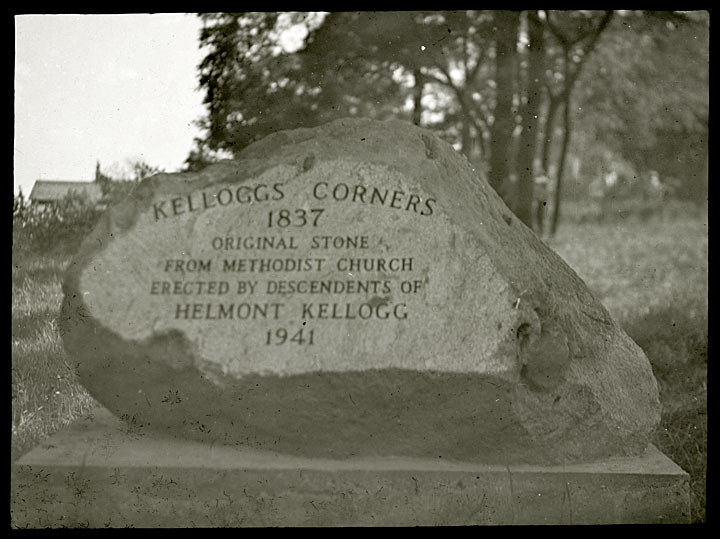 KELLOGGS CORNERS
1837
ORIGINAL STONE
FROM METHODIST CHURCH
ERECTED BY DESCENDENTS OF
HELMONT KELLOGG
1941